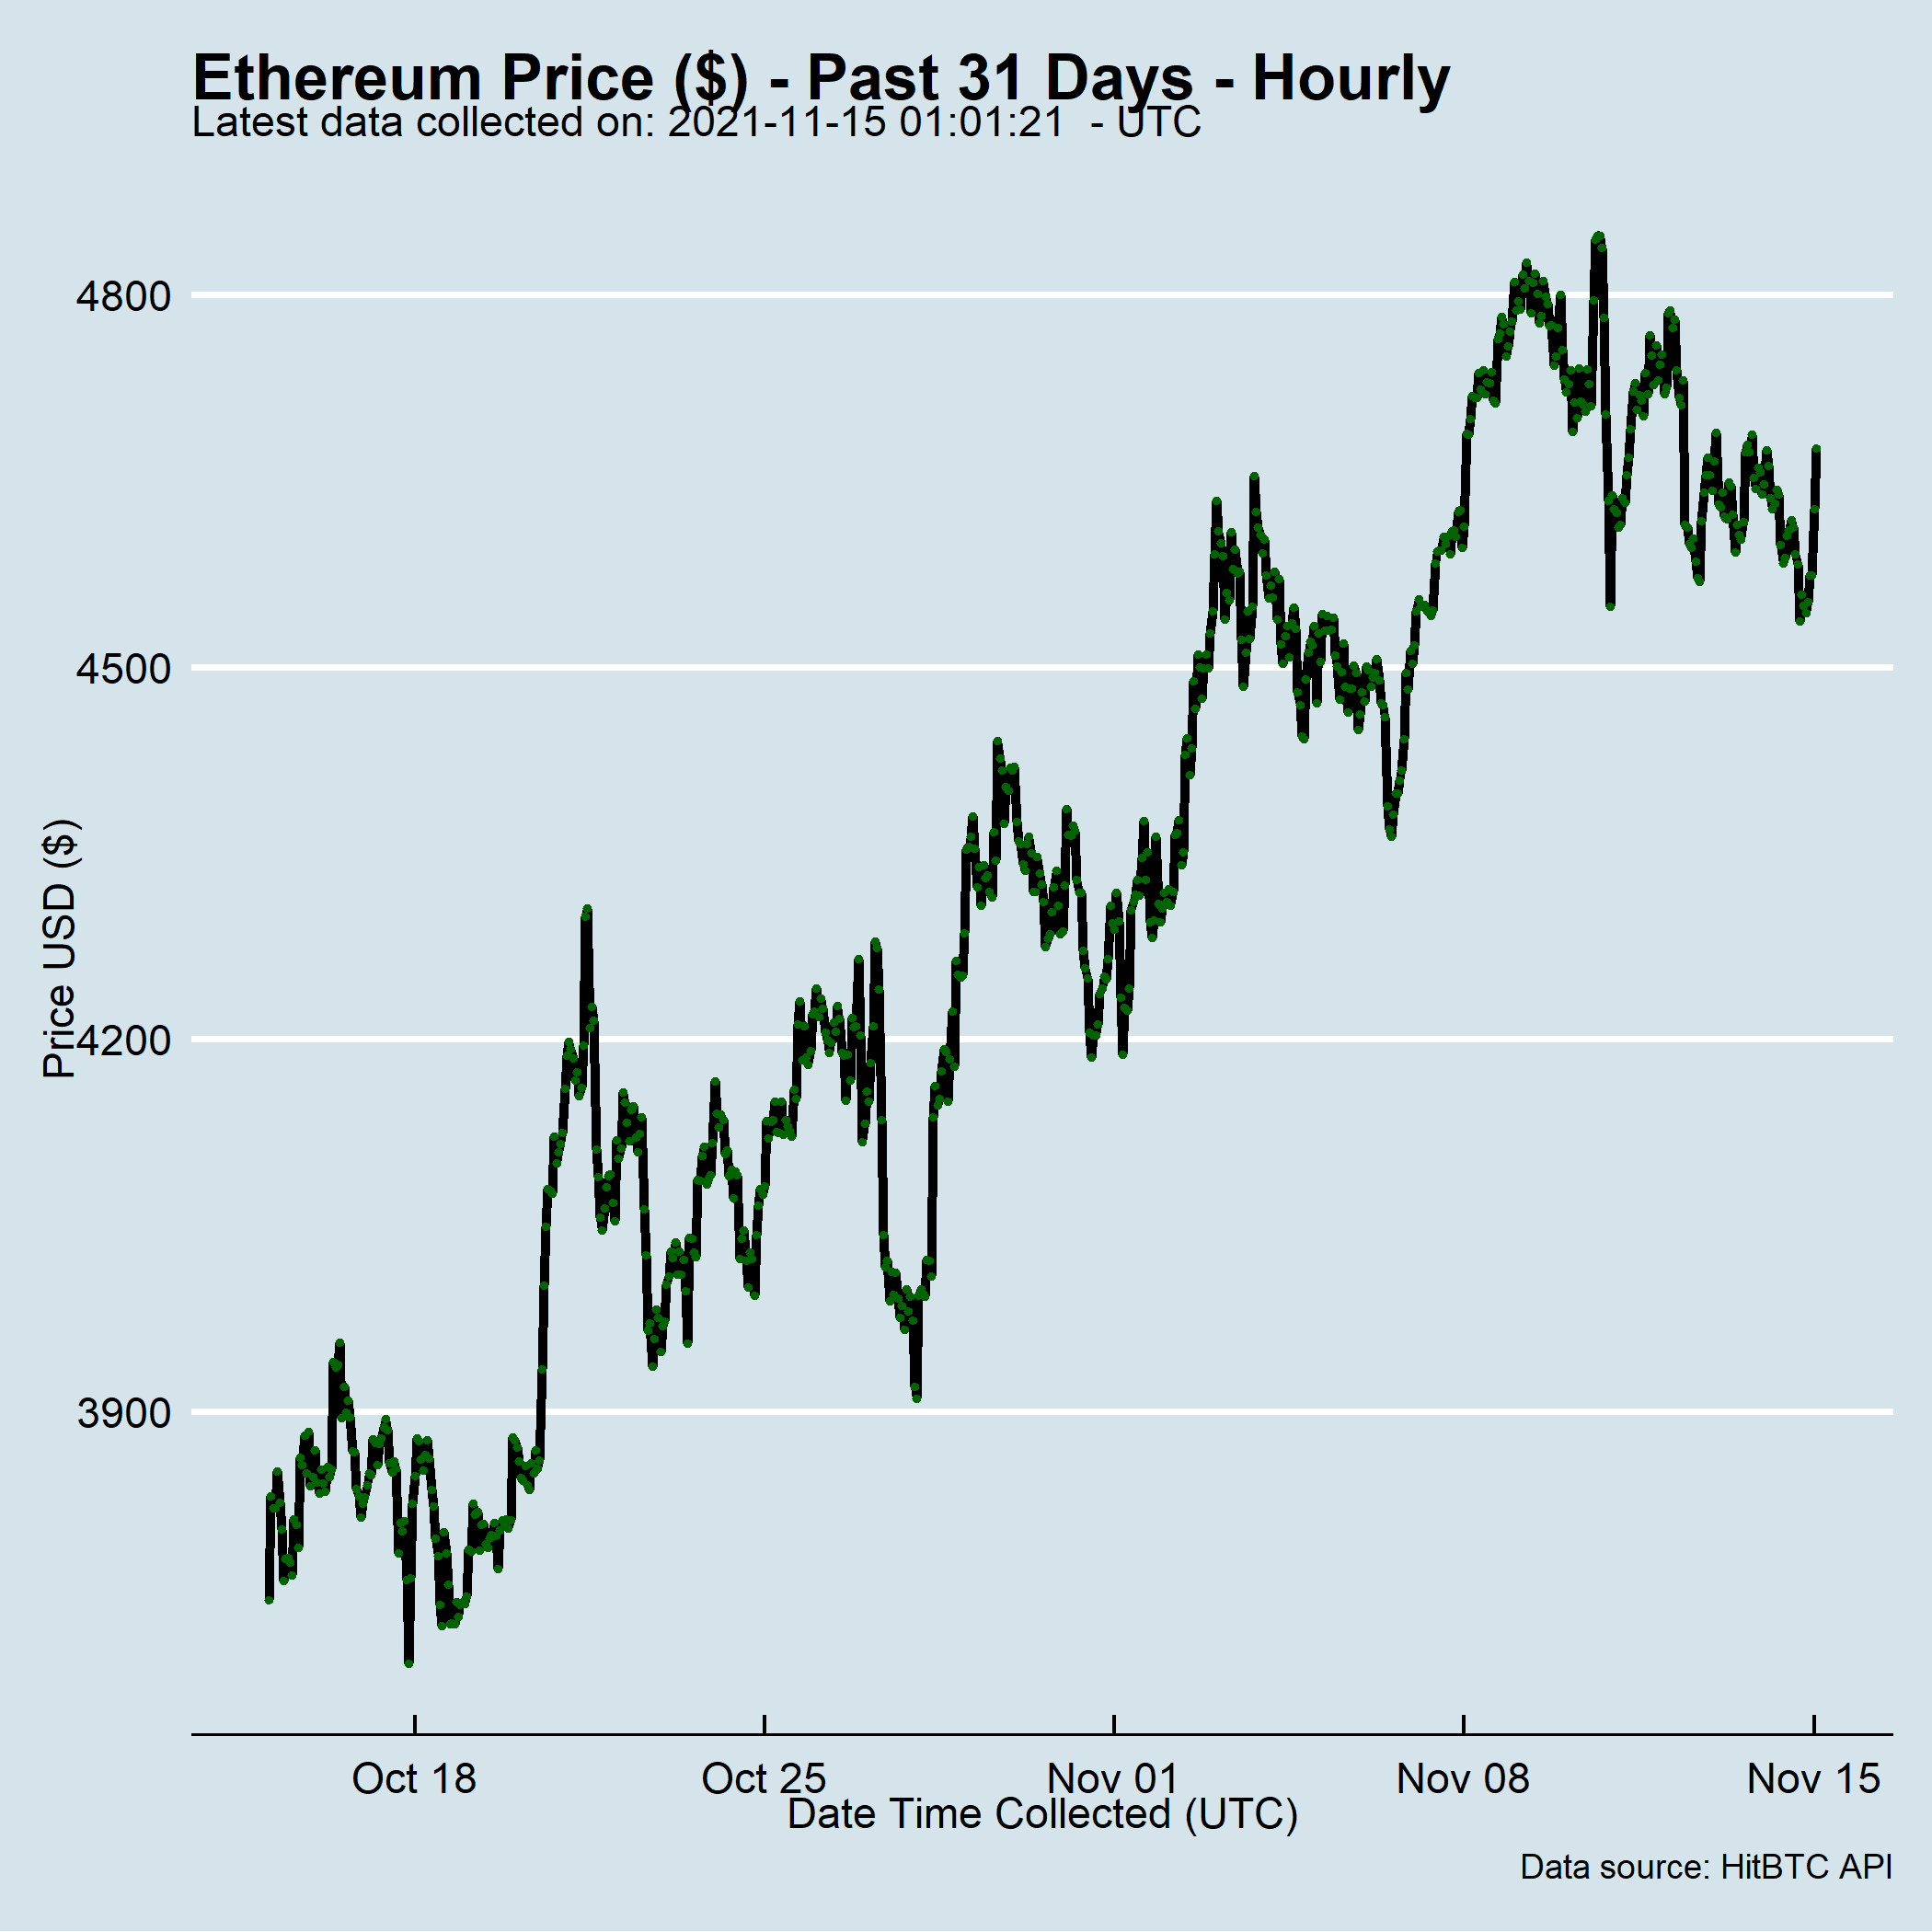 Ethereum Price ($) - Past 31 Days - Hourly
Latest data collected on: 2021-11-15 01:01:21  - UTC
4800
4500
4200
3900
Price USD ($)
Oct 18
Oct 25
Nov 01
Nov 08
Nov 15
Date Time Collected (UTC)
Data source: HitBTC API